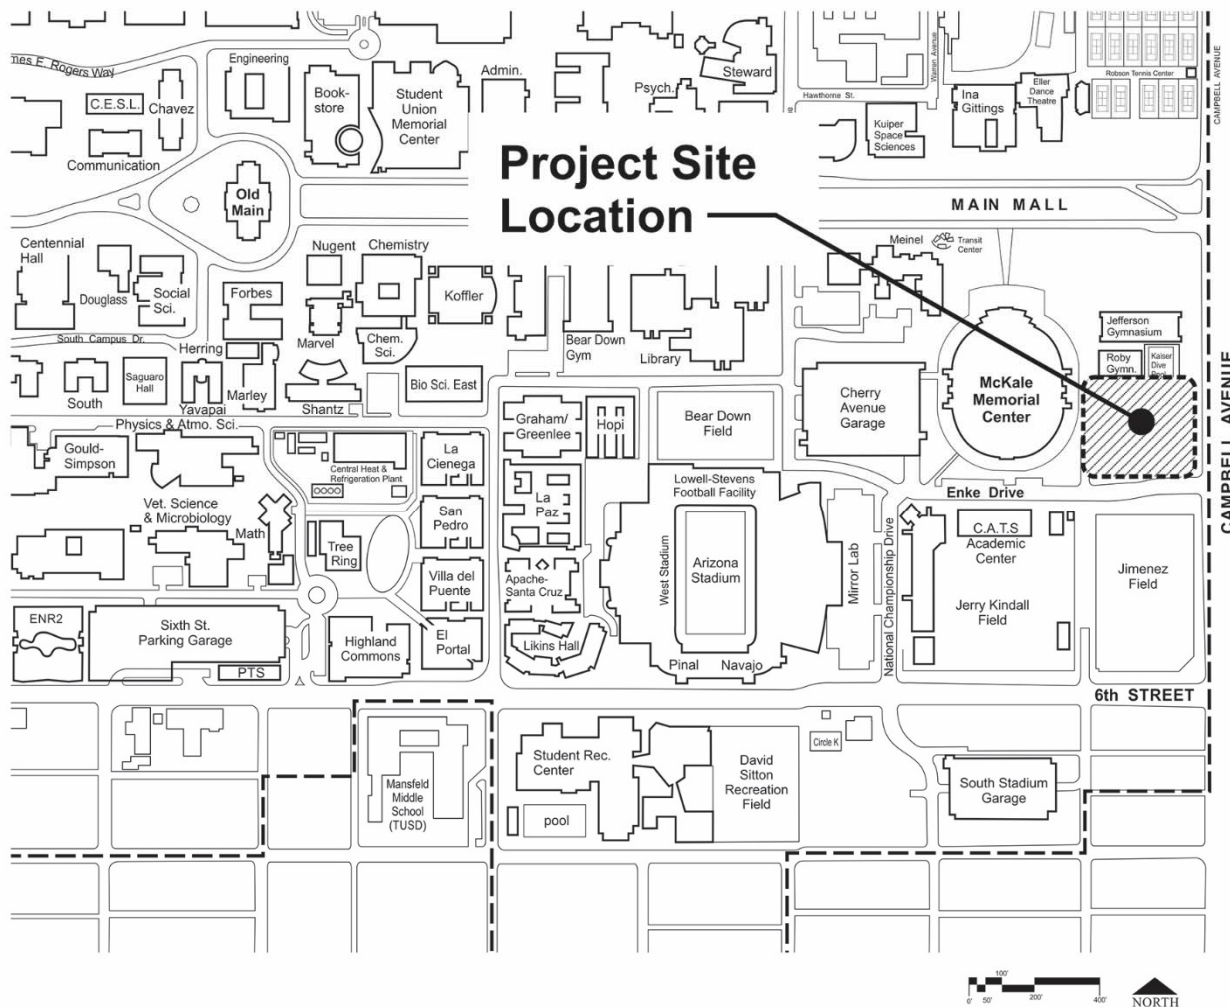 mes E. Rogers Way
Engineering
C.E.S.L.
Chavez
Communication
Book-
store
Student
Union
Memorial
Center
Admin.
Psych.
Steward
Hawthorne St.
Warren Avenue
Kuiper
Space
Sciences
Ina
Gittings
Eller
Dance
Theatre
Robson Tennis Center
CAMPBELL AVENUE
Project Site
Location
Old
Main
MAIN MALL
Centennial
Hall
Douglass
Social
Sci.
Nugent
Chemistry
Koffler
Forbes
Marvel
Chem.
Sci.
South Campus Dr.
Herring
Bear Down
Gym
Library
Meinel
Transit
Center
Jefferson
Gymnasium
Roby
Gymn.
Kaiser
Dive
Pool
CAMPBELL AVENUE
South
Saguaro
Hall
Yavapai
Marley
Shantz
Bio Sci. East
Graham/
Greenlee
Hopi
Bear Down
Field
Cherry
Avenue
Garage
McKale
Memorial
Center
Physics & Atmo. Sci.
Gould-
Simpson
Central Heat &
Refrigeration Plant
La
Cienega
Vet. Science
& Microbiology
Math
Tree
Ring
San
Pedro
La
Paz
Lowell-Stevens
Football Facility
West Stadium
Arizona
Stadium
Mirror Lab
National Championship Drive
Enke Drive
C.A.T.S
Academic
Center
Jerry Kindall
Field
Jimenez
Field
Villa del
Puente
Apache-
Santa Cruz
ENR2
Sixth St.
Parking Garage
PTS
Highland
Commons
El
Portal
Likins Hall
Pinal
Navajo
6th STREET
Mansfeld
Middle
School
(TUSD)
Student Rec.
Center
pool
David
Sitton
Recreation
Field
Circle K
South Stadium
Garage
0'
50'
100'
200'
400'
NORTH